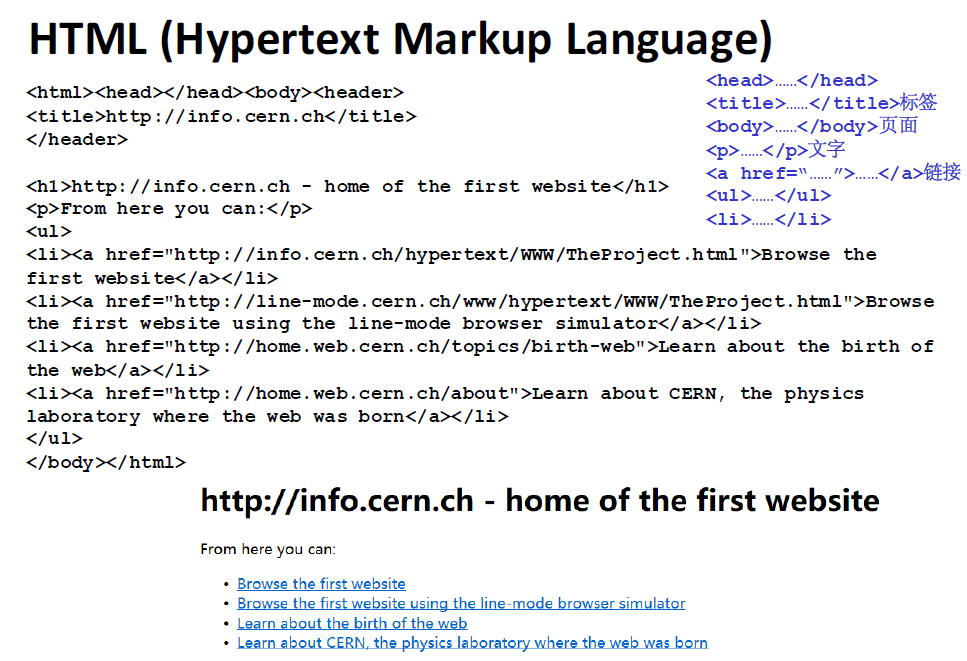 HTML (Hypertext Markup Language)
<html><head></head><body><header>
<title>http://info.cern.ch</title>
</header>
<h1>http://info.cern.ch - home of the first website</h1>
<p>From here you can:</p>
<ul>
<li><a href="http://info.cern.ch/hypertext/WWW/TheProject.html">Browse the
first website</a></li>
<li><a href="http://line-mode.cern.ch/www/hypertext/WWW/TheProject.html">Browse
the first website using the line-mode browser simulator</a></li>
<li><a href="http://home.web.cern.ch/topics/birth-web">Learn about the birth of
the web</a></li>
<li><a href="http://home.web.cern.ch/about">Learn about CERN, the physics
laboratory where the web was born</a></li>
</ul>
</body></html>
<head>……</head>
<title>……</title>标签
<body>……</body>页面
<p>……</p>文字
<a href=“……”>……</a>链接
<ul>……</ul>
<li>……</li>
http://info.cern.ch - home of the first website
From here you can:
• Browse the first website
• Browse the first website using the line-mode browser simulator
• Learn about the birth of the web
• Learn about CERN, the physics laboratory where the web was born